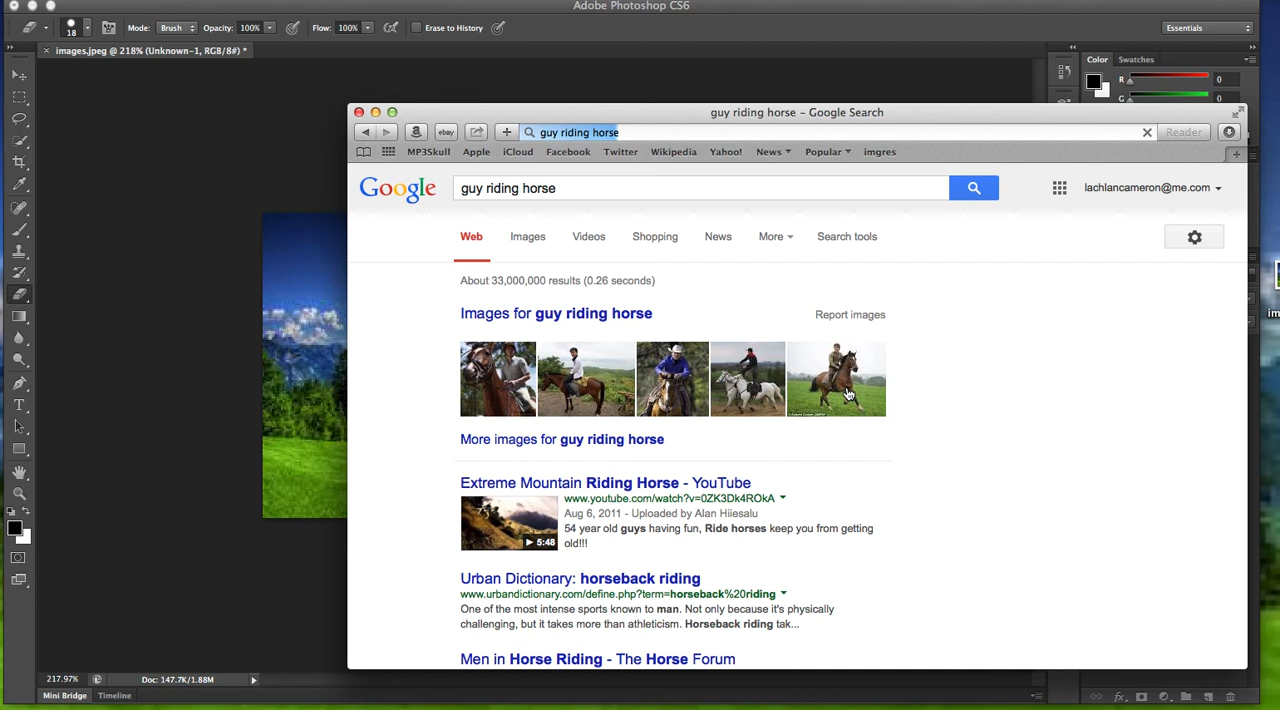 Adobe Photoshop CS6
18 Mode: Brush Opacity: 100% Flow: 100% Erase to History Essentials
× images.jpeg @ 218% (Unknown-1, RGB/8#) *
Color Swatches
R 0
G 0
guy riding horse – Google Search
ebay + guy riding horse Reader
MP3Skull Apple iCloud Facebook Twitter Wikipedia Yahoo! News Popular imgres
Google guy riding horse lachlancameron@me.com
Web Images Videos Shopping News More Search tools
About 33,000,000 results (0.26 seconds)
Images for guy riding horse Report images
More images for guy riding horse
Extreme Mountain Riding Horse - YouTube
www.youtube.com/watch?v=0ZK3Dk4ROkA
Aug 6, 2011 - Uploaded by Alan Hiesalu
54 year old guys having fun, Ride horses keep you from getting
old!!!
5:48
Urban Dictionary: horseback riding
www.urbandictionary.com/define.php?term=horseback%20riding
One of the most intense sports known to man. Not only because it's physically
challenging, but it takes more than athleticism. Horseback riding tak...
Men in Horse Riding - The Horse Forum
217.97% Doc: 147.7K/1.88M
Mini Bridge Timeline